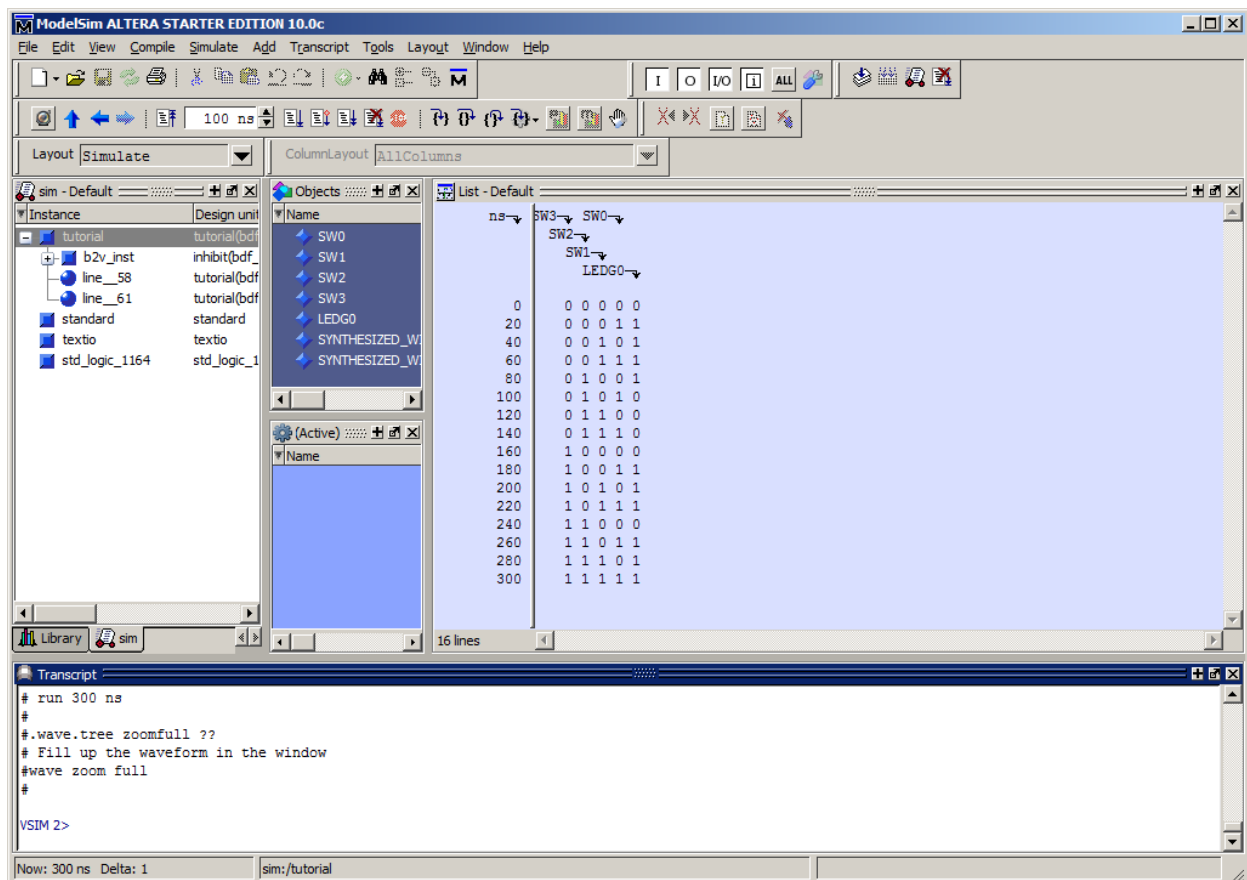 ModelSim ALTERA STARTER EDITION 10.0c
File Edit View Compile Simulate Add Transcript Tools Layout Window Help
I O I/O i ALL
100 ns
Layout Simulate
ColumnLayout AllColumns
sim - Default
Instance Design unit
tutorial tutorial(bdf
b2v_inst inhibit(bdf_
line__58 tutorial(bdf
line__61 tutorial(bdf
standard standard
textio textio
std_logic_1164 std_logic_1
Library sim
Objects
Name
SW0
SW1
SW2
SW3
LEDG0
SYNTHESIZED_W
SYNTHESIZED_W
(Active)
Name
List - Default
ns SW3 SW0
SW2
SW1
LEDG0
0 0 0 0 0 0
20 0 0 0 1 1
40 0 0 1 0 1
60 0 0 1 1 1
80 0 1 0 0 1
100 0 1 0 1 0
120 0 1 1 0 0
140 0 1 1 1 0
160 1 0 0 0 0
180 1 0 0 1 1
200 1 0 1 0 1
220 1 0 1 1 1
240 1 1 0 0 0
260 1 1 0 1 1
280 1 1 1 0 1
300 1 1 1 1 1
16 lines
Transcript
# run 300 ns
#
#.wave.tree zoomfull ??
# Fill up the waveform in the window
#wave zoom full
#
VSIM 2>
Now: 300 ns Delta: 1 sim:/tutorial